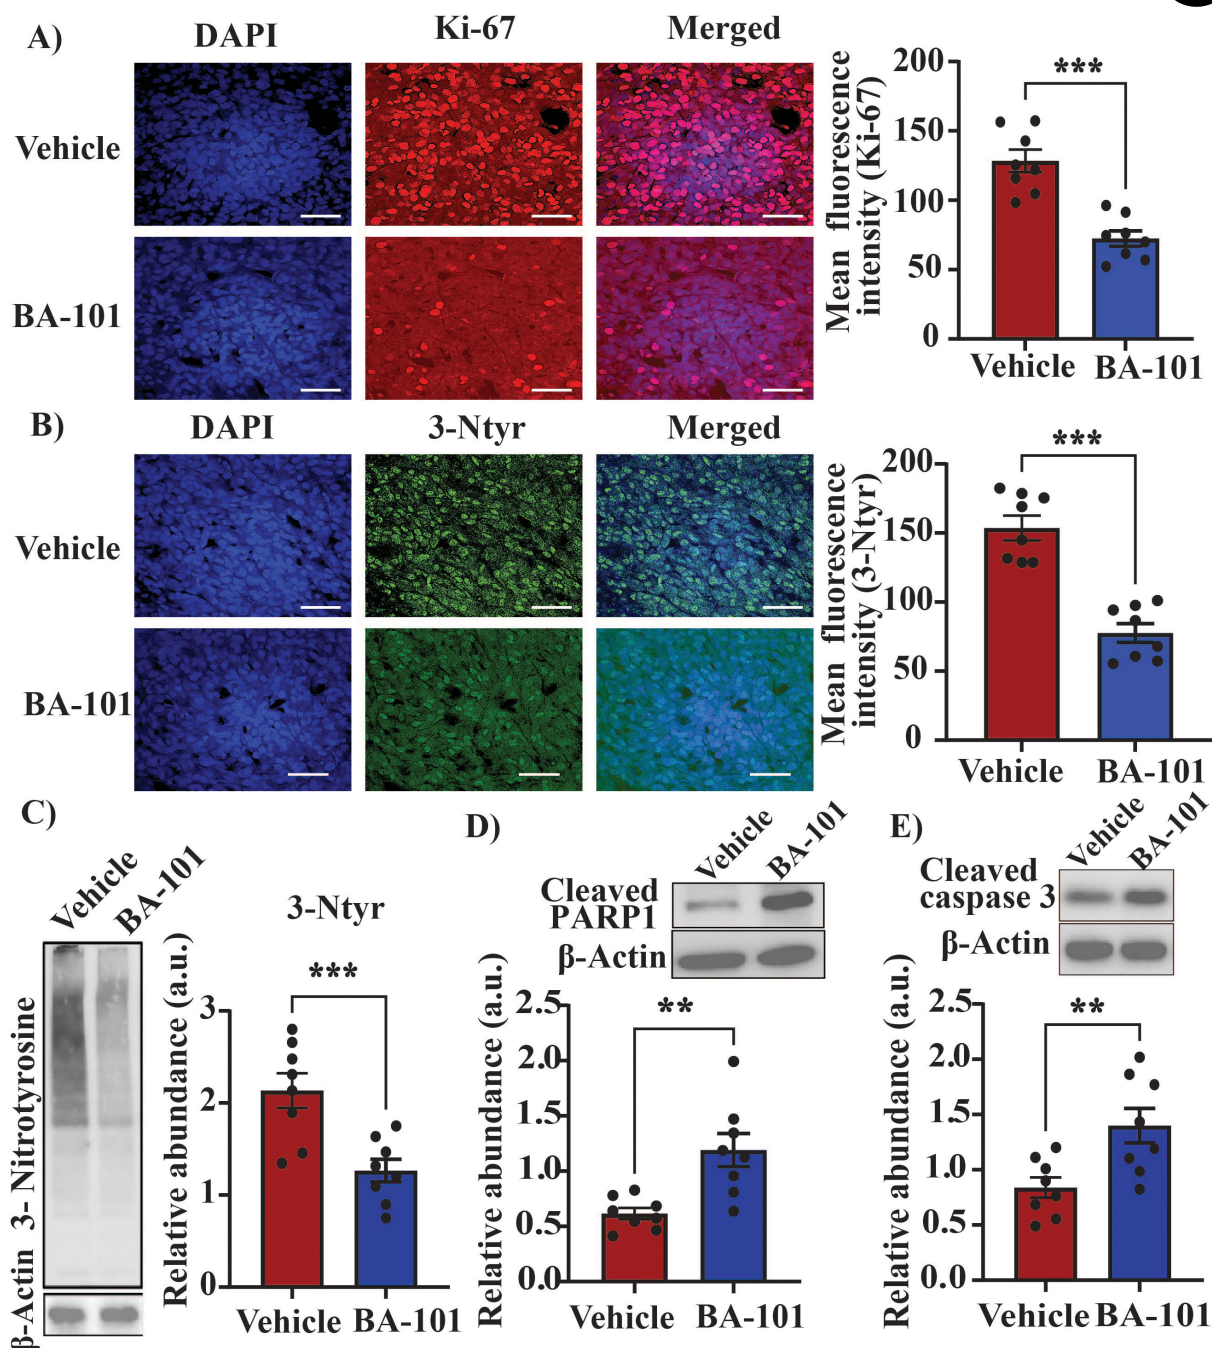 A)
DAPI
Ki-67
Merged
Vehicle
BA-101
Mean fluorescence
intensity (Ki-67)
200
150
100
50
0
***
Vehicle
BA-101
B)
DAPI
3-Ntyr
Merged
Vehicle
BA-101
Mean fluorescence
intensity (3-Ntyr)
200
150
100
50
0
***
Vehicle
BA-101
C)
Vehicle
BA-101
3- Nitrotyrosine
β-Actin
3-Ntyr
Relative abundance (a.u.)
3
2
1
0
***
Vehicle
BA-101
D)
Vehicle
BA-101
Cleaved
PARP1
β-Actin
Relative abundance (a.u.)
2.5
2.0
1.5
1.0
0.5
0.0
**
Vehicle
BA-101
E)
Vehicle
BA-101
Cleaved
caspase 3
β-Actin
Relative abundance (a.u.)
2.5
2.0
1.5
1.0
0.5
0.0
**
Vehicle
BA-101